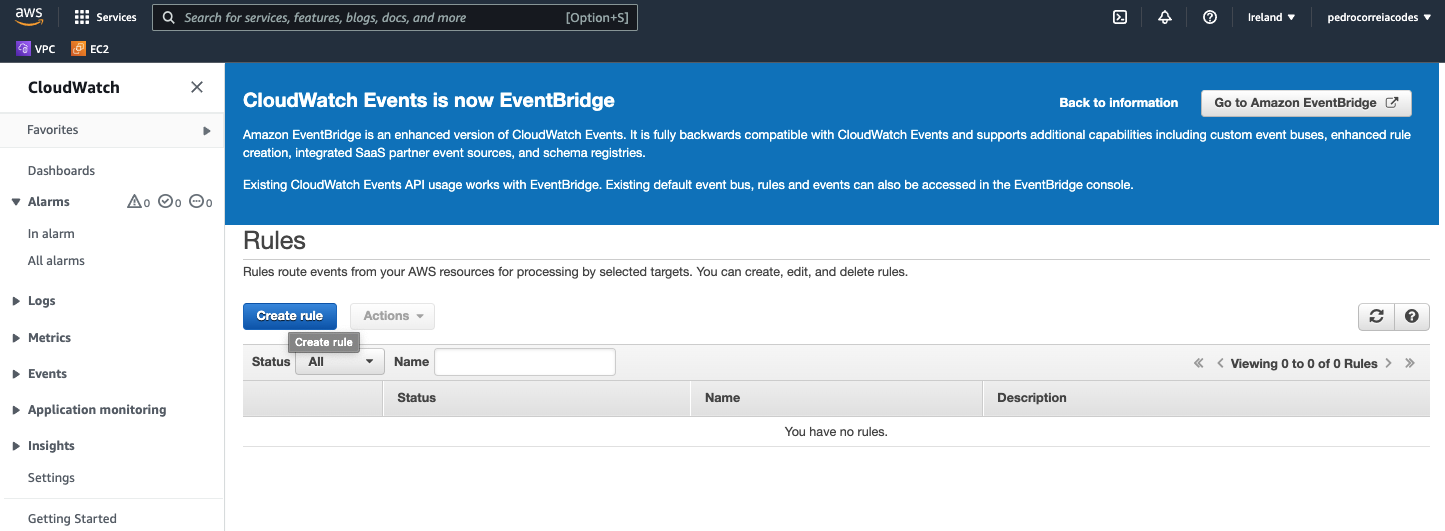 aws
Services
Search for services, features, blogs, docs, and more
[Option+S]
Ireland ▼
pedrocorreiacodes ▼
VPC
EC2
CloudWatch
Favorites
Dashboards
Alarms
0
0
0
In alarm
All alarms
Logs
Metrics
Events
Application monitoring
Insights
Settings
Getting Started
CloudWatch Events is now EventBridge
Back to information
Go to Amazon EventBridge
Amazon EventBridge is an enhanced version of CloudWatch Events. It is fully backwards compatible with CloudWatch Events and supports additional capabilities including custom event buses, enhanced rule
creation, integrated SaaS partner event sources, and schema registries.
Existing CloudWatch Events API usage works with EventBridge. Existing default event bus, rules and events can also be accessed in the EventBridge console.
Rules
Rules route events from your AWS resources for processing by selected targets. You can create, edit, and delete rules.
Create rule
Actions
Create rule
Status
All
Name
« < Viewing 0 to 0 of 0 Rules > »
Status
Name
Description
You have no rules.